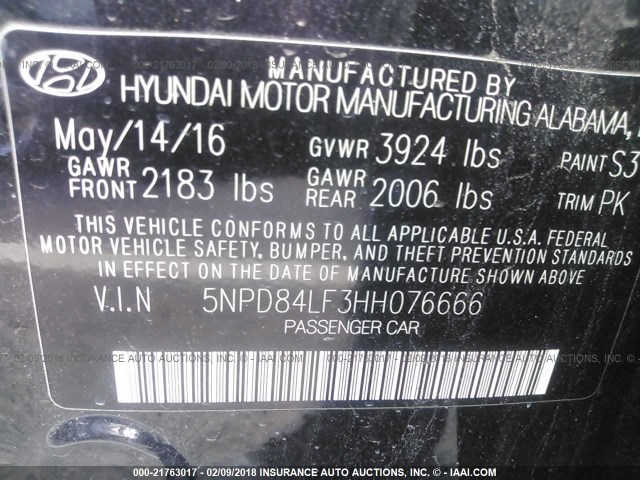 MANUFACTURED BY
HYUNDAI MOTOR MANUFACTURING ALABAMA,
May/14/16 GVWR 3924 lbs PAINT S3
GAWR FRONT 2183 lbs GAWR REAR 2006 lbs TRIM PK
THIS VEHICLE CONFORMS TO ALL APPLICABLE U.S.A. FEDERAL
MOTOR VEHICLE SAFETY, BUMPER, AND THEFT PREVENTION STANDARDS
IN EFFECT ON THE DATE OF MANUFACTURE SHOWN ABOVE.
V.I.N 5NPD84LF3HH076666
PASSENGER CAR
000-21763017 - 02/09/2018 INSURANCE AUTO AUCTIONS, INC. - © IAAI.COM